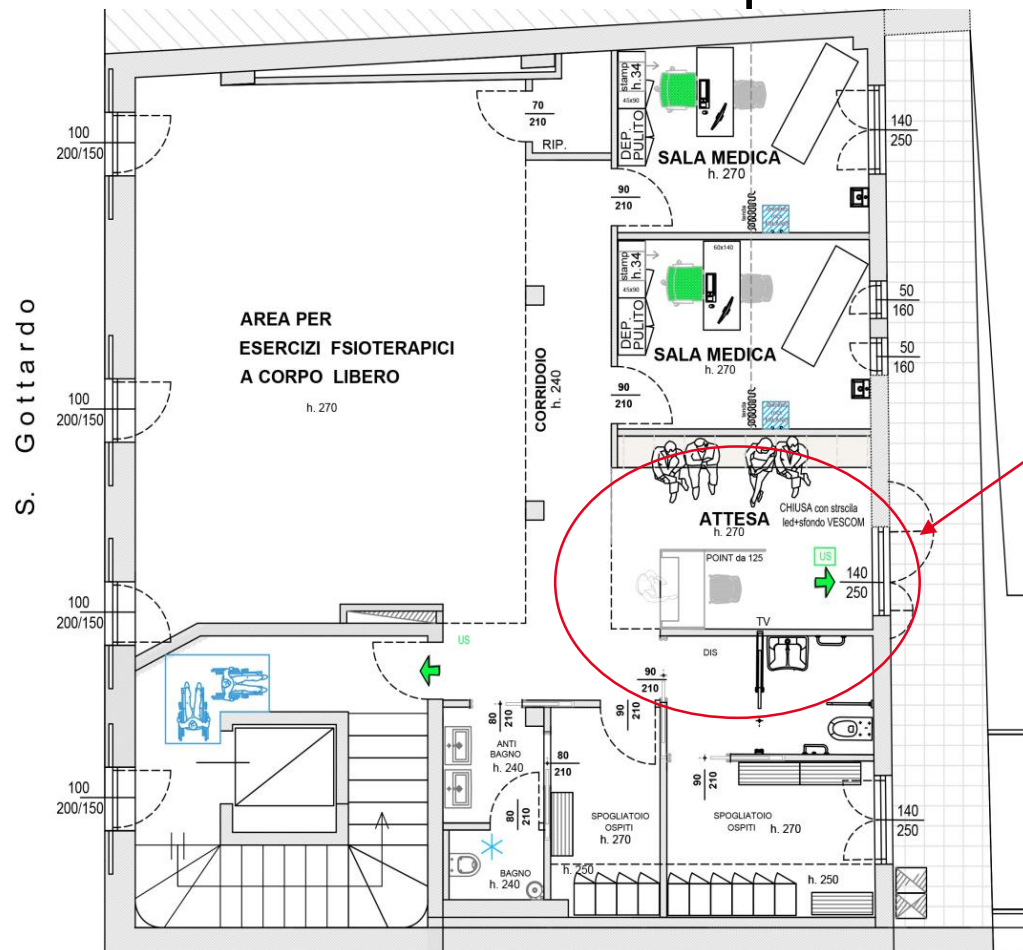 S. Gottardo
100
200/150
100
200/150
100
200/150
100
200/150
70
210
RIP.
stamp
h.34
45x90
DEP.
PULITO
SALA MEDICA
h. 270
140
250
90
210
tenda
stamp
h.34
45x90
60x140
DEP.
PULITO
SALA MEDICA
h. 270
50
160
50
160
90
210
tenda
AREA PER
ESERCIZI FSIOTERAPICI
A CORPO LIBERO
h. 270
CORRIDOIO
h. 240
ATTESA
h. 270
CHIUSA con strscila
led+sfondo VESCOM
POINT da 125
US
140
250
TV
US
DIS
90
210
80
210
90
210
ANTI
BAGNO
h. 240
80
210
80
210
90
210
SPOGLIATOIO
OSPITI
h. 270
SPOGLIATOIO
OSPITI
h. 270
140
250
BAGNO
h. 240
h. 250
h. 250